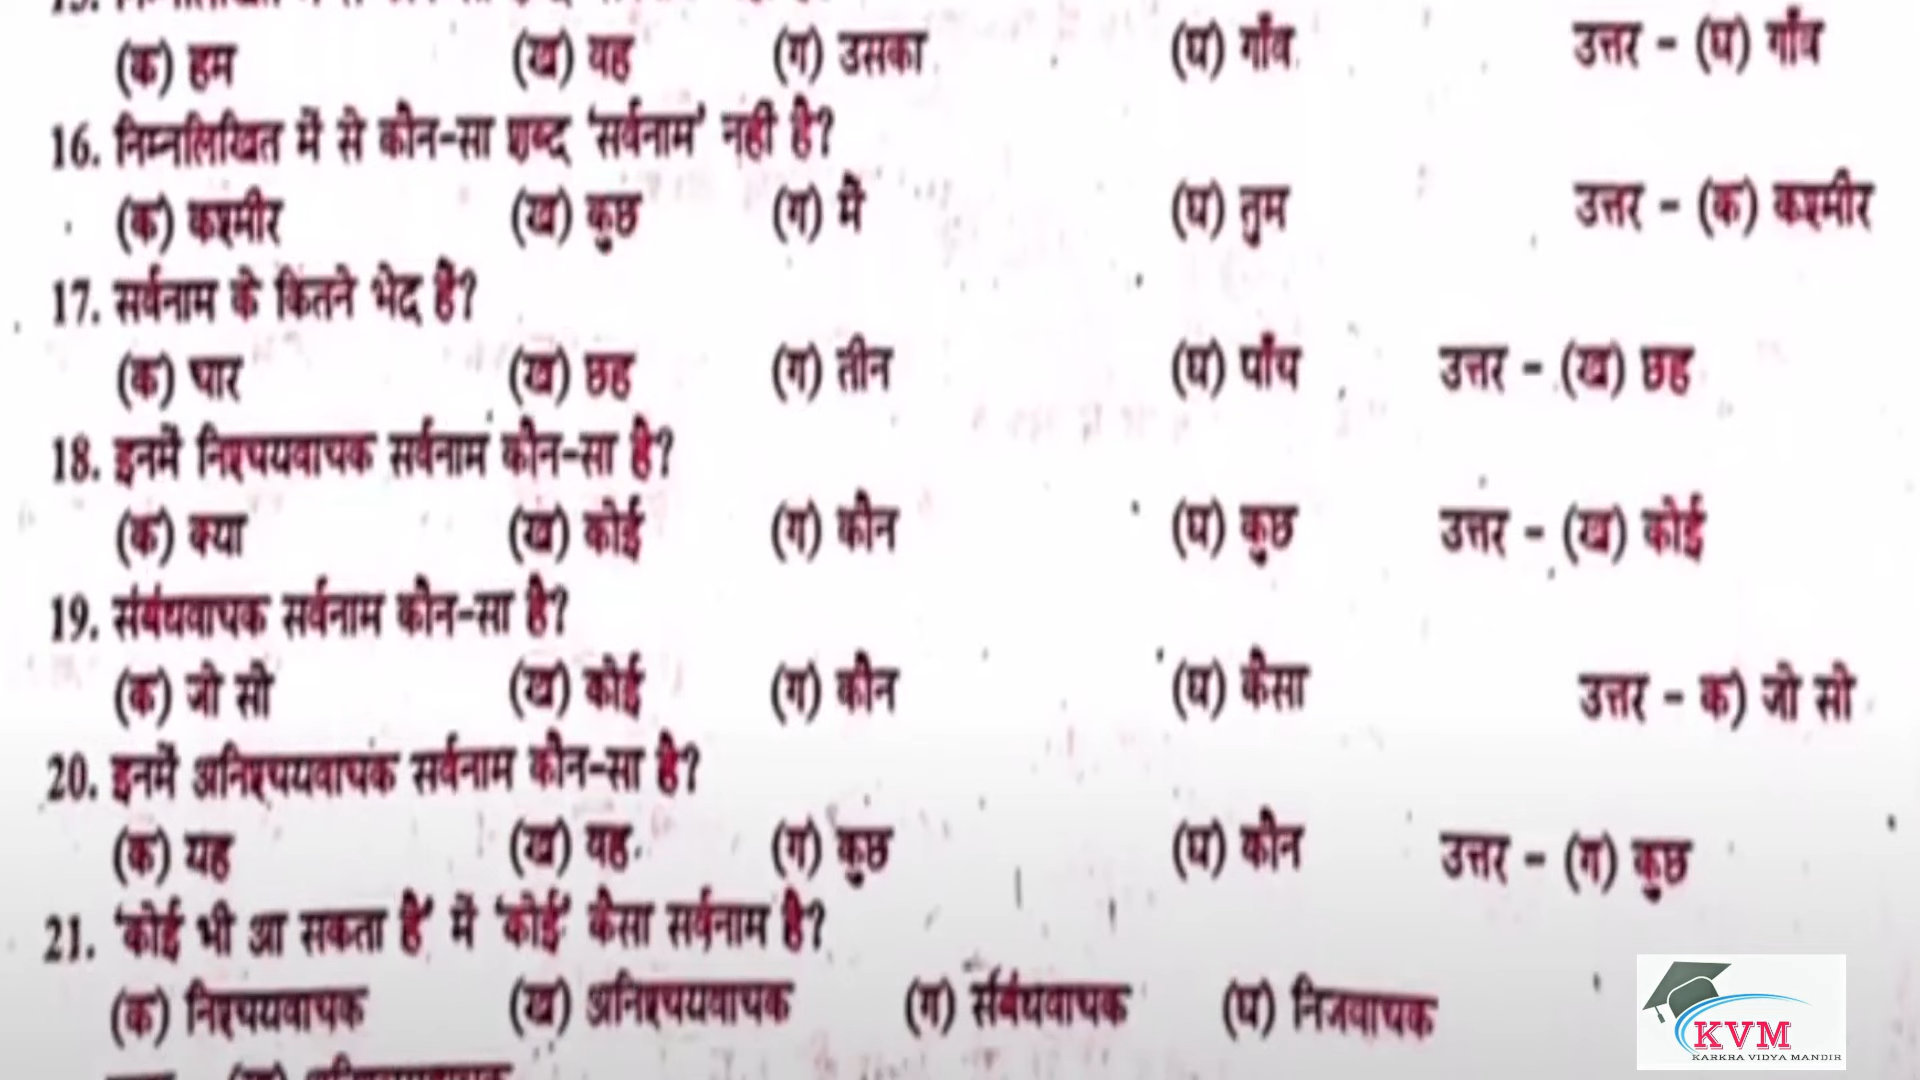 (क) हम (ख) यह (ग) उसका (घ) गाँव उत्तर - (घ) गाँव
16. निम्नलिखित में से कौन-सा शब्द 'सर्वनाम' नहीं है?
(क) कश्मीर (ख) कुछ (ग) मैं (घ) तुम उत्तर - (क) कश्मीर
17. सर्वनाम के कितने भेद हैं?
(क) चार (ख) छह (ग) तीन (घ) पाँच उत्तर - (ख) छह
18. इनमें निश्चयवाचक सर्वनाम कौन-सा है?
(क) क्या (ख) कोई (ग) कौन (घ) कुछ उत्तर - (ख) कोई
19. संबंधवाचक सर्वनाम कौन-सा है?
(क) जो सो (ख) कोई (ग) कौन (घ) कैसा उत्तर - क) जो सो
20. इनमें अनिश्चयवाचक सर्वनाम कौन-सा है?
(क) यह (ख) यह (ग) कुछ (घ) कौन उत्तर - (ग) कुछ
21. 'कोई भी आ सकता है' में 'कोई' कैसा सर्वनाम है?
(क) निश्चयवाचक (ख) अनिश्चयवाचक (ग) संबंधवाचक (घ) निजवाचक
KVM
KARKRA VIDYA MANDIR